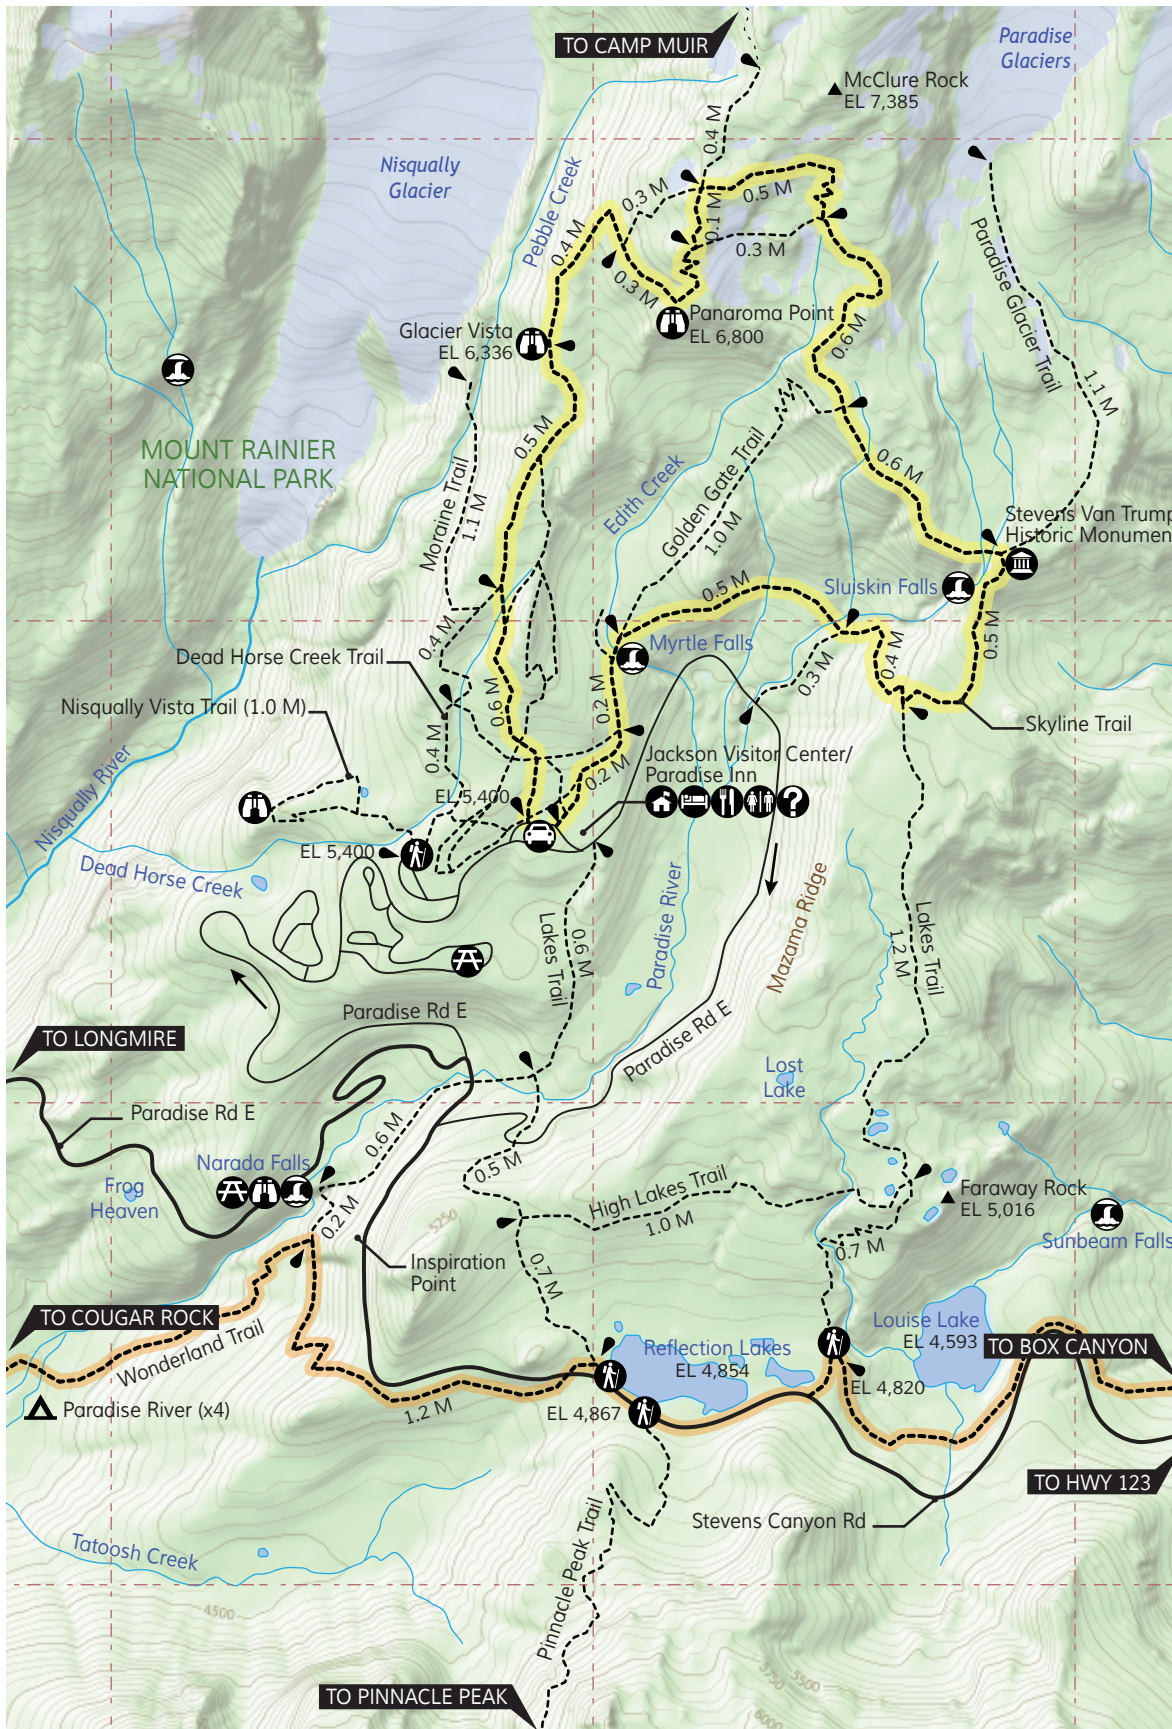 TO CAMP MUIR
Paradise
Glaciers
McClure Rock
EL 7,385
0.4 M
Nisqually
Glacier
Pebble Creek
0.3 M
0.5 M
0.1 M
0.4 M
0.3 M
0.3 M
Paradise Glacier Trail
1.1 M
Panaroma Point
EL 6,800
Glacier Vista
EL 6,336
0.6 M
MOUNT RAINIER
NATIONAL PARK
0.5 M
Moraine Trail
1.1 M
Edith Creek
Golden Gate Trail
1.0 M
0.6 M
Stevens Van Trump
Historic Monumen
Sluiskin Falls
0.5 M
0.5 M
0.4 M
Myrtle Falls
0.4 M
0.3 M
Dead Horse Creek Trail
Nisqually Vista Trail (1.0 M)
0.6 M
0.2 M
Skyline Trail
0.4 M
Jackson Visitor Center/
Paradise Inn
0.2 M
Nisqually River
EL 5,400
EL 5,400
Dead Horse Creek
Paradise River
Mazama Ridge
Lakes Trail
0.6 M
Lakes Trail
1.2 M
Paradise Rd E
TO LONGMIRE
Paradise Rd E
Lost
Lake
Paradise Rd E
0.6 M
Narada Falls
0.5 M
Frog
Heaven
High Lakes Trail
1.0 M
Faraway Rock
EL 5,016
0.2 M
5250
Sunbeam Falls
0.7 M
Inspiration
Point
0.7 M
TO COUGAR ROCK
Wonderland Trail
Louise Lake
EL 4,593
TO BOX CANYON
Reflection Lakes
EL 4,854
EL 4,820
Paradise River (x4)
1.2 M
EL 4,867
TO HWY 123
Stevens Canyon Rd
Tatoosh Creek
Pinnacle Peak Trail
4500
5750
5500
TO PINNACLE PEAK
6000